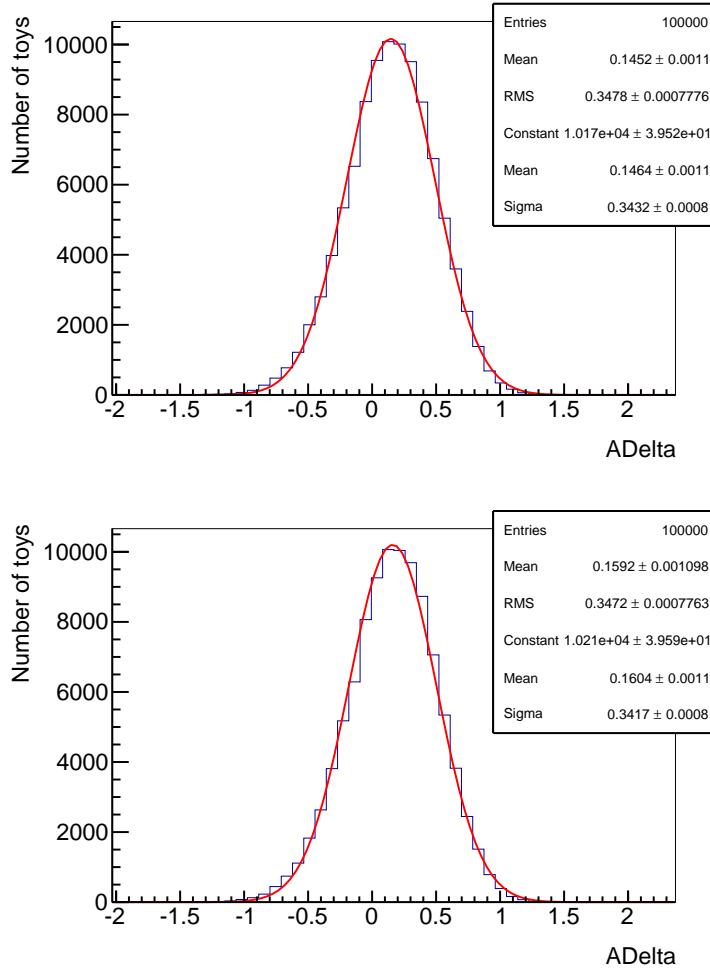 Number of toys
10000
8000
6000
4000
2000
0
Entries 100000
Mean 0.1452 ± 0.0011
RMS 0.3478 ± 0.0007776
Constant 1.017e+04 ± 3.952e+01
Mean 0.1464 ± 0.0011
Sigma 0.3432 ± 0.0008
-2 -1.5 -1 -0.5 0 0.5 1 1.5 2
ADelta
Number of toys
10000
8000
6000
4000
2000
0
Entries 100000
Mean 0.1592 ± 0.001098
RMS 0.3472 ± 0.0007763
Constant 1.021e+04 ± 3.959e+01
Mean 0.1604 ± 0.0011
Sigma 0.3417 ± 0.0008
-2 -1.5 -1 -0.5 0 0.5 1 1.5 2
ADelta